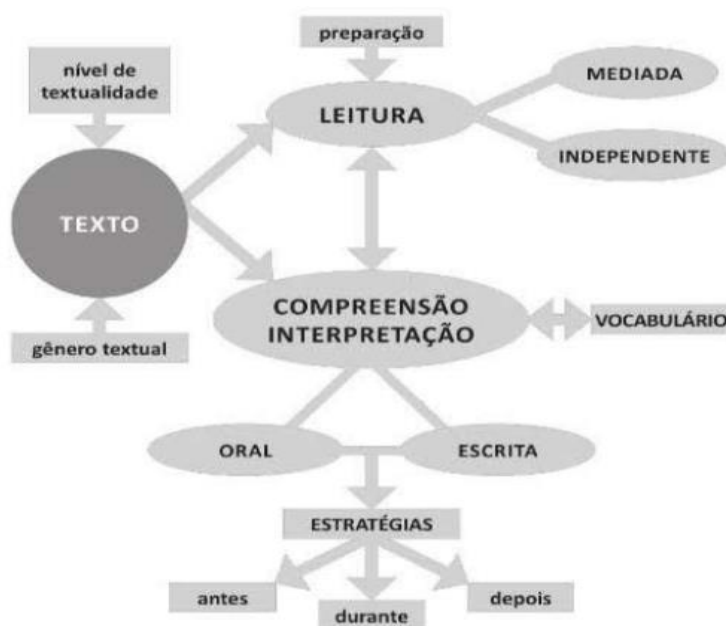 preparação
nível de
textualidade
MEDIADA
LEITURA
INDEPENDENTE
TEXTO
COMPREENSÃO
INTERPRETAÇÃO
VOCABULÁRIO
gênero textual
ORAL
ESCRITA
ESTRATÉGIAS
antes
durante
depois